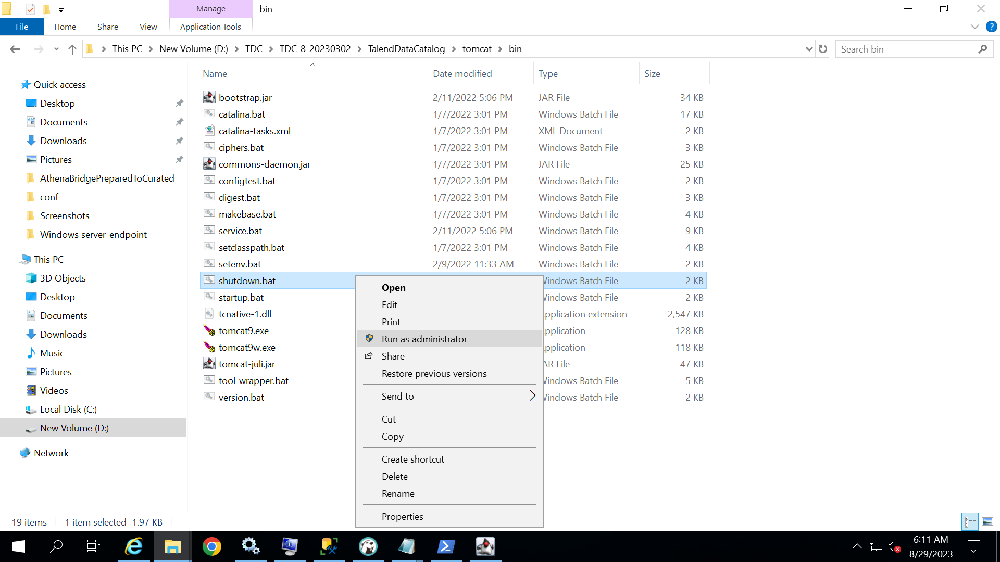 Manage
bin
File
Home
Share
View
Application Tools
This PC
New Volume (D:)
TDC
TDC-8-20230302
TalendDataCatalog
tomcat
bin
Search bin
Name
Date modified
Type
Size
Quick access
Desktop
Documents
Downloads
Pictures
AthenaBridgePreparedToCurated
conf
Screenshots
Windows server-endpoint
This PC
3D Objects
Desktop
Documents
Downloads
Music
Pictures
Videos
Local Disk (C:)
New Volume (D:)
Network
bootstrap.jar 2/11/2022 5:06 PM JAR File 34 KB
catalina.bat 1/7/2022 3:01 PM Windows Batch File 17 KB
catalina-tasks.xml 1/7/2022 3:01 PM XML Document 2 KB
ciphers.bat 1/7/2022 3:01 PM Windows Batch File 3 KB
commons-daemon.jar 1/7/2022 3:01 PM JAR File 25 KB
configtest.bat 1/7/2022 3:01 PM Windows Batch File 2 KB
digest.bat 1/7/2022 3:01 PM Windows Batch File 3 KB
makebase.bat 1/7/2022 3:01 PM Windows Batch File 4 KB
service.bat 2/11/2022 5:06 PM Windows Batch File 9 KB
setclasspath.bat 1/7/2022 3:01 PM Windows Batch File 4 KB
setenv.bat 2/9/2022 11:33 AM Windows Batch File 2 KB
shutdown.bat Windows Batch File 2 KB
startup.bat Windows Batch File 2 KB
tcnative-1.dll Application extension 2,547 KB
tomcat9.exe Application 128 KB
tomcat9w.exe Application 118 KB
tomcat-juli.jar AR File 47 KB
tool-wrapper.bat Windows Batch File 5 KB
version.bat Windows Batch File 2 KB
Open
Edit
Print
Run as administrator
Share
Restore previous versions
Send to
Cut
Copy
Create shortcut
Delete
Rename
Properties
19 items
1 item selected 1.97 KB
6:11 AM
8/29/2023